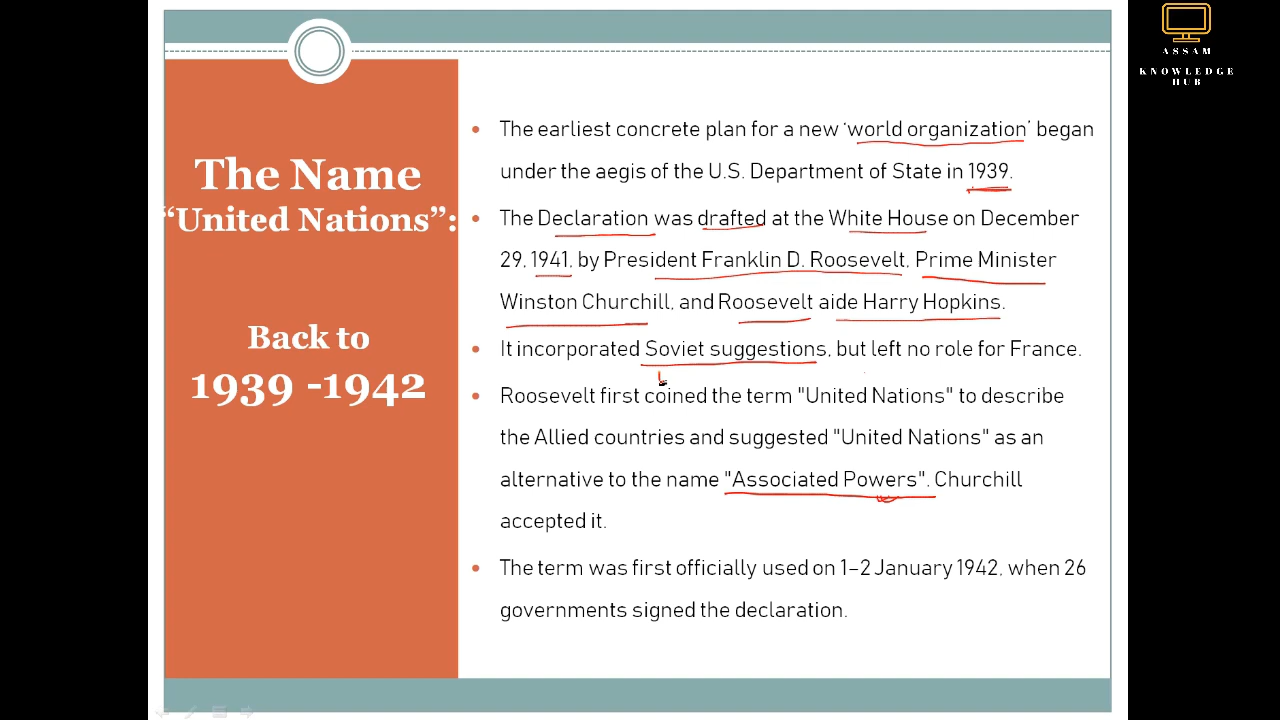 The Name
“United Nations”:
Back to
1939 -1942
• The earliest concrete plan for a new ‘world organization’ began
under the aegis of the U.S. Department of State in 1939.
• The Declaration was drafted at the White House on December
29, 1941, by President Franklin D. Roosevelt, Prime Minister
Winston Churchill, and Roosevelt aide Harry Hopkins.
• It incorporated Soviet suggestions, but left no role for France.
• Roosevelt first coined the term "United Nations" to describe
the Allied countries and suggested "United Nations" as an
alternative to the name "Associated Powers". Churchill
accepted it.
• The term was first officially used on 1–2 January 1942, when 26
governments signed the declaration.
ASSAM
KNOWLEDGE
HUB